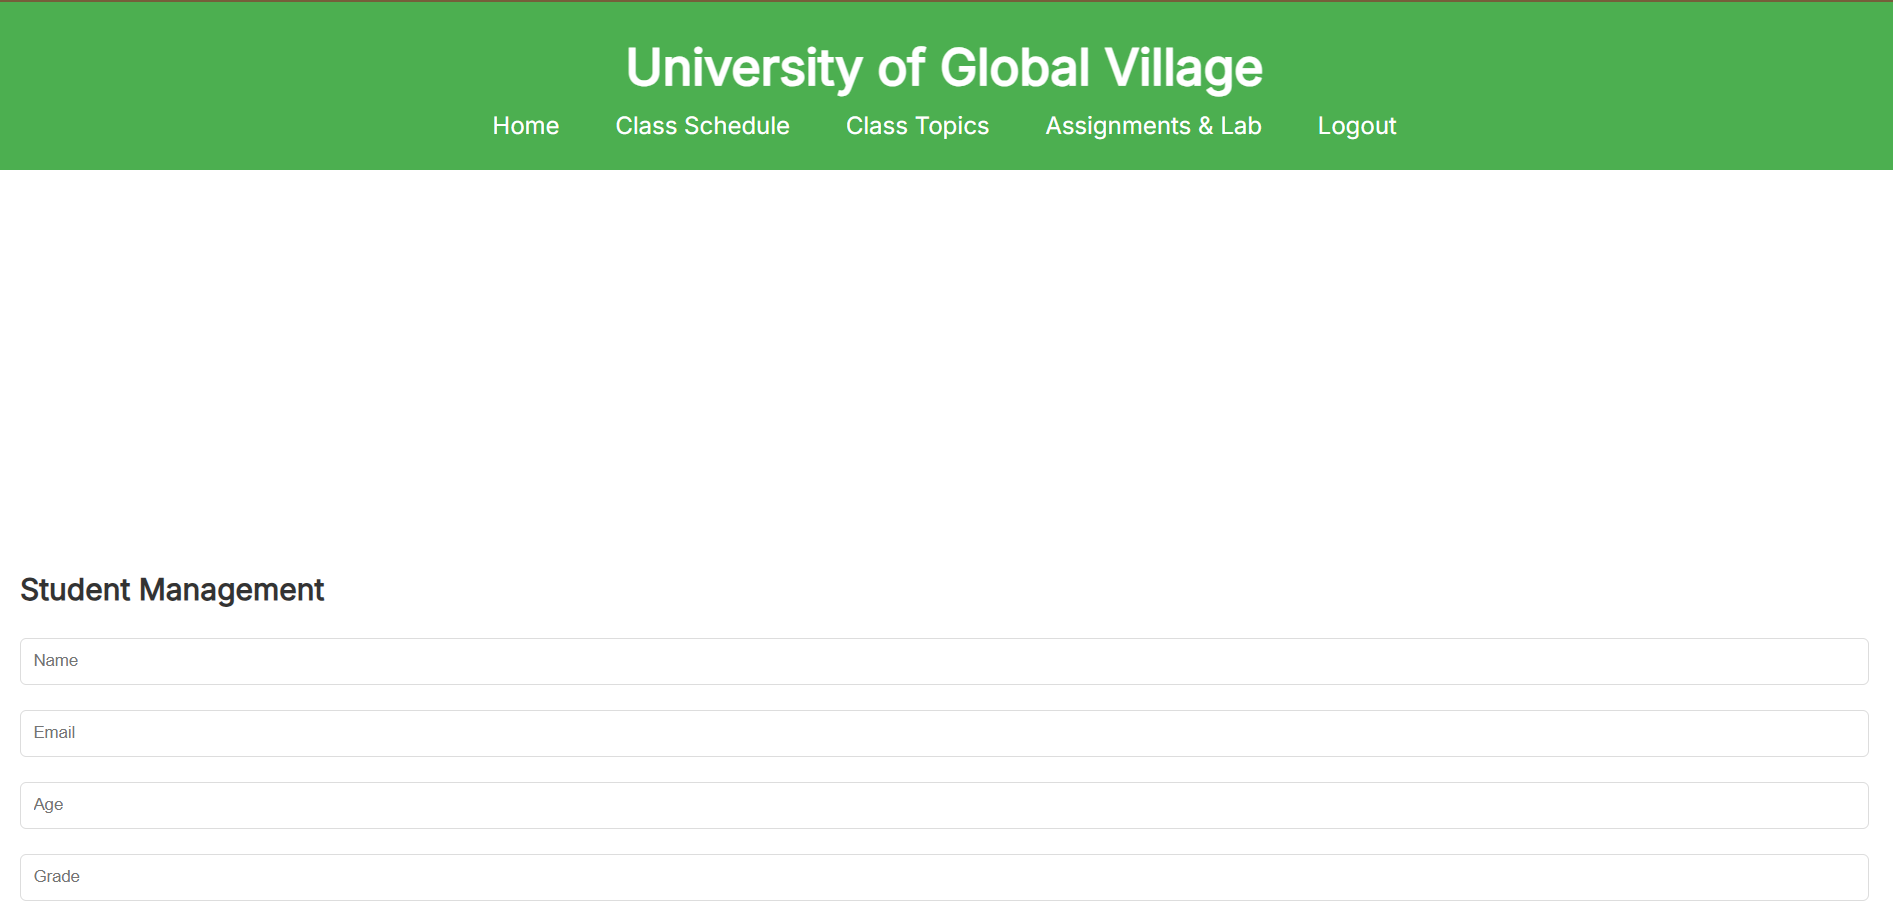 University of Global Village
Home Class Schedule Class Topics Assignments & Lab Logout
Student Management
Name
Email
Age
Grade